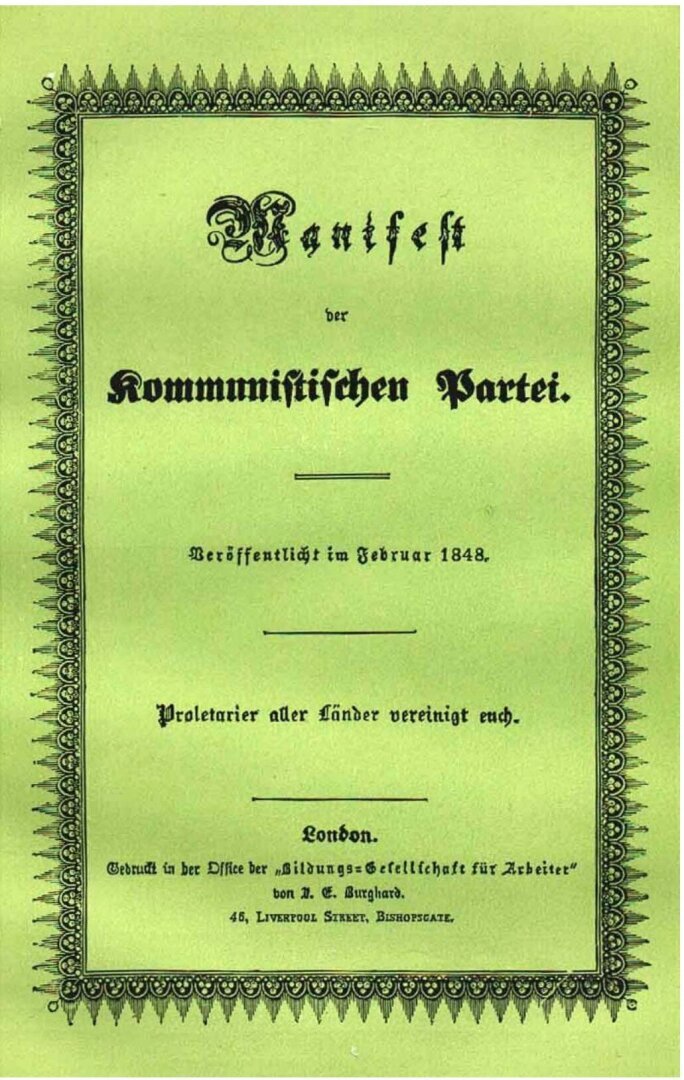 Manifest
der
Kommunistischen Partei.
Veröffentlicht im Februar 1848.
Proletarier aller Länder vereinigt euch.
London.
Gedruckt in der Office der „Bildungs=Gesellschaft für Arbeiter“
von J. E. Burghard.
46, LIVERPOOL STREET, BISHOPSGATE.